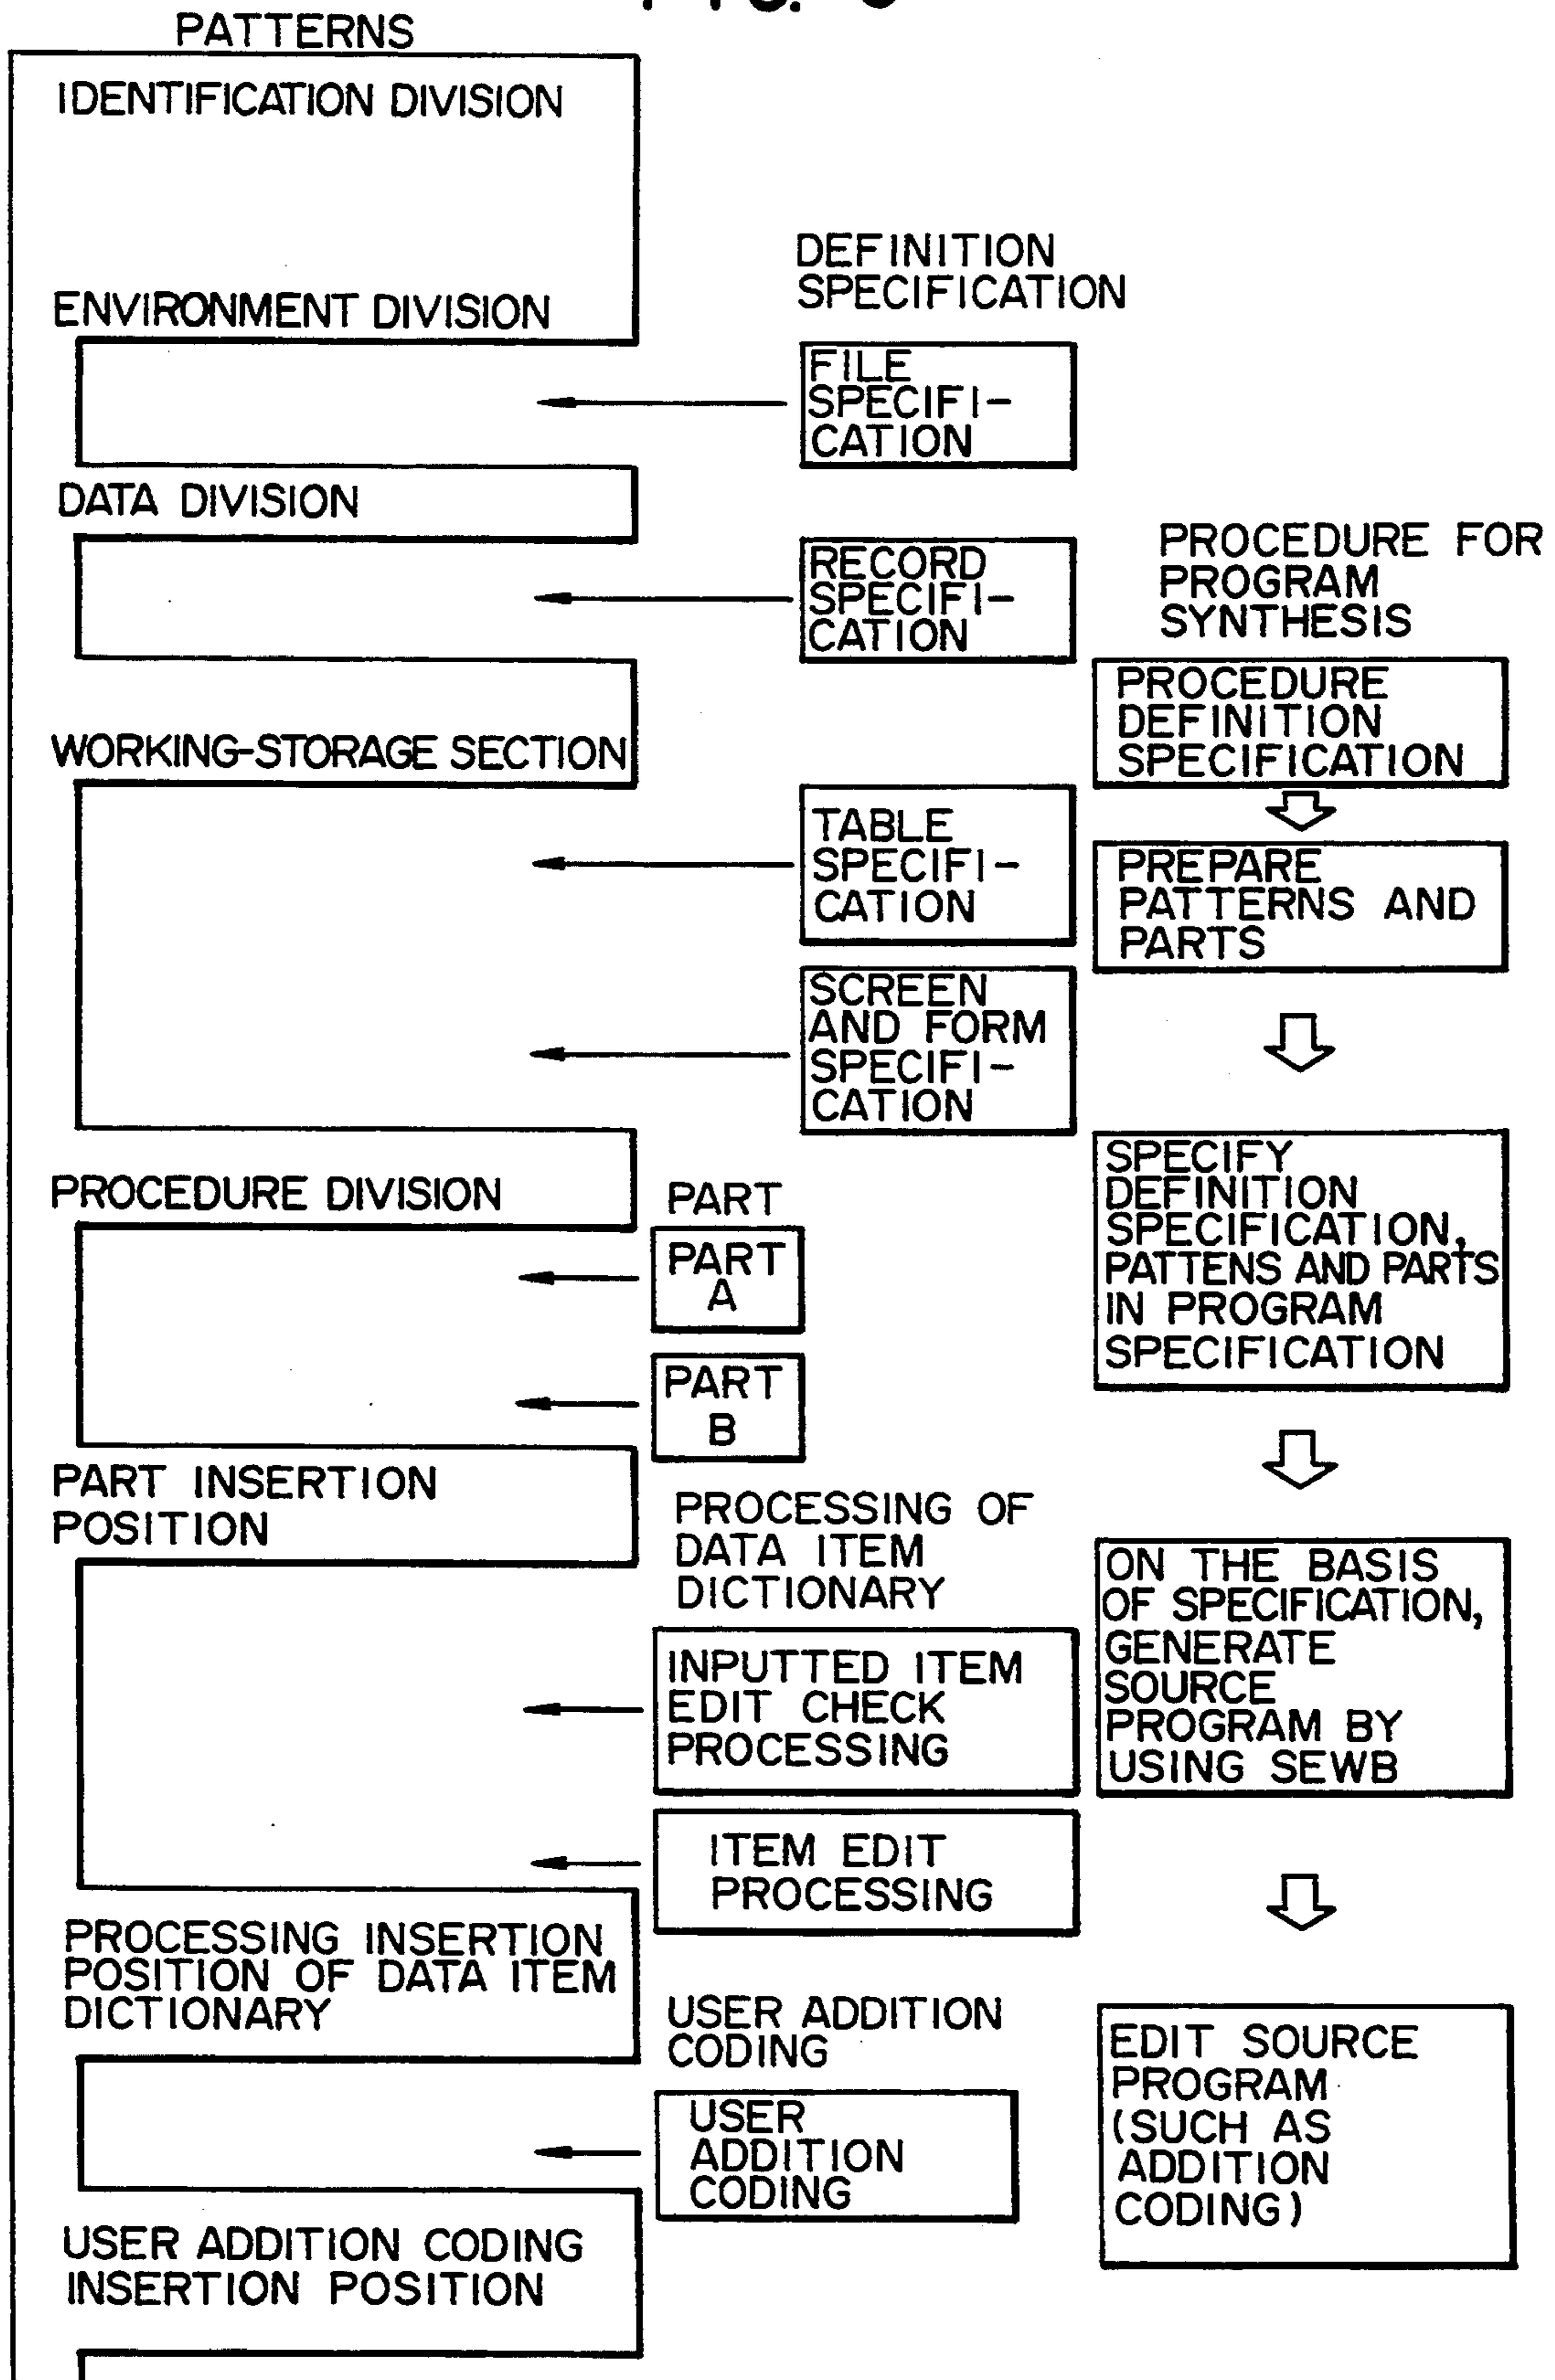 PATTERNS
IDENTIFICATION DIVISION
ENVIRONMENT DIVISION
DATA DIVISION
WORKING-STORAGE SECTION
PROCEDURE DIVISION
PART INSERTION
POSITION
PROCESSING INSERTION
POSITION OF DATA ITEM
DICTIONARY
USER ADDITION CODING
INSERTION POSITION
DEFINITION
SPECIFICATION
FILE
SPECIFI-
CATION
RECORD
SPECIFI-
CATION
TABLE
SPECIFI-
CATION
SCREEN
AND FORM
SPECIFI-
CATION
PART
PART
A
PART
B
PROCESSING OF
DATA ITEM
DICTIONARY
INPUTTED ITEM
EDIT CHECK
PROCESSING
ITEM EDIT
PROCESSING
USER ADDITION
CODING
USER
ADDITION
CODING
PROCEDURE FOR
PROGRAM
SYNTHESIS
PROCEDURE
DEFINITION
SPECIFICATION
PREPARE
PATTERNS AND
PARTS
SPECIFY
DEFINITION
SPECIFICATION,
PATTENS AND PARTS
IN PROGRAM
SPECIFICATION
ON THE BASIS
OF SPECIFICATION,
GENERATE
SOURCE
PROGRAM BY
USING SEWB
EDIT SOURCE
PROGRAM
(SUCH AS
ADDITION
CODING)